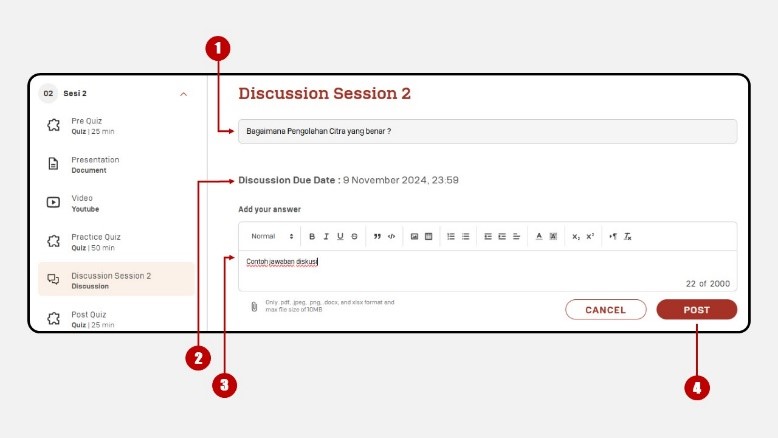 1
02 Sesi 2
Pre Quiz
Quiz | 25 min
Presentation
Document
Video
Youtube
Practice Quiz
Quiz | 50 min
Discussion Session 2
Discussion
Post Quiz
Quiz | 25 min
Discussion Session 2
Bagaimana Pengolahan Citra yang benar ?
Discussion Due Date : 9 November 2024, 23:59
Add your answer
Normal B I U S
Contoh jawaban diskusi
22 of 2000
Only .pdf, .jpeg, .png, .docx, and xlsx format and
max file size of 10MB
CANCEL
POST
2
3
4